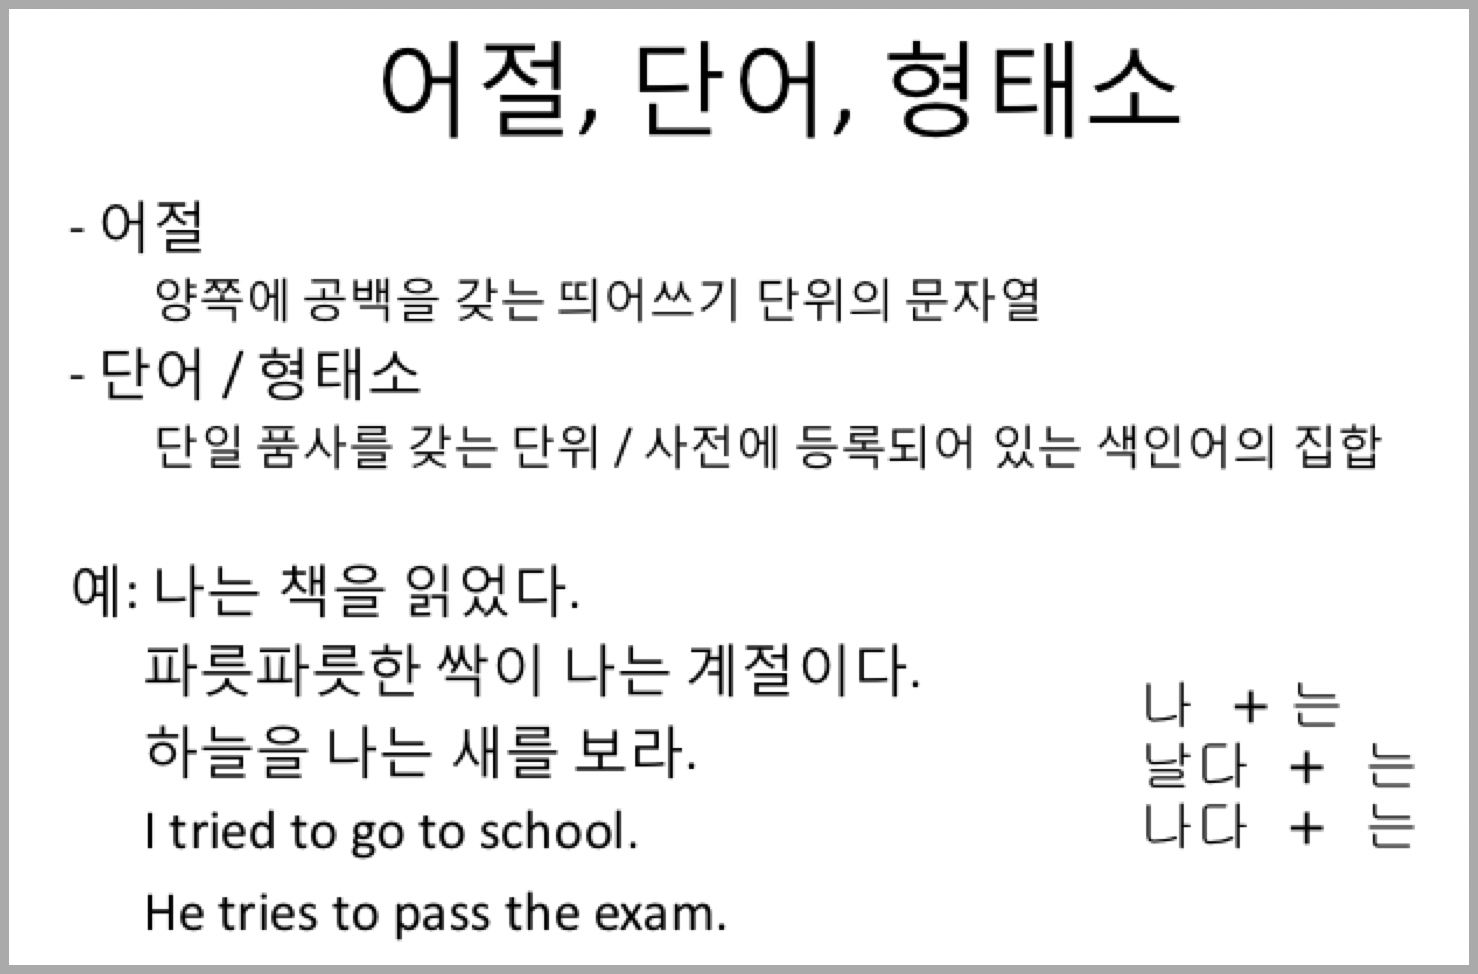 어절, 단어, 형태소
- 어절
양쪽에 공백을 갖는 띄어쓰기 단위의 문자열
- 단어 / 형태소
단일 품사를 갖는 단위 / 사전에 등록되어 있는 색인어의 집합
예: 나는 책을 읽었다.
파릇파릇한 싹이 나는 계절이다.
하늘을 나는 새를 보라.
I tried to go to school.
He tries to pass the exam.
나 + 는
날다 + 는
나다 + 는